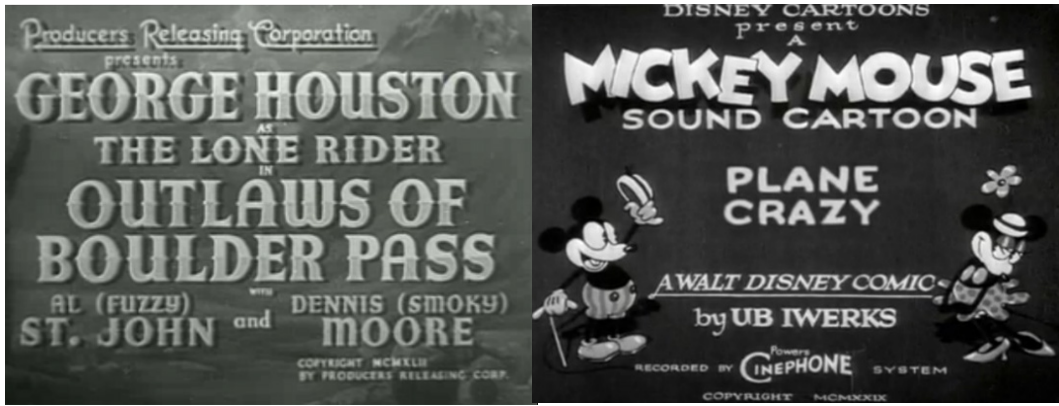 Producers Releasing Corporation
presents
GEORGE HOUSTON
AS
THE LONE RIDER
IN
OUTLAWS OF
BOULDER PASS
WITH
AL (FUZZY)
ST. JOHN
and
DENNIS (SMOKY)
MOORE
COPYRIGHT MCMXLII
BY PRODUCERS RELEASING CORP.
DISNEY CARTOONS
present
A
MICKEY MOUSE
SOUND CARTOON
PLANE
CRAZY
A WALT DISNEY COMIC
by UB IWERKS
RECORDED BY Powers CINEPHONE SYSTEM
COPYRIGHT MCMXXIX